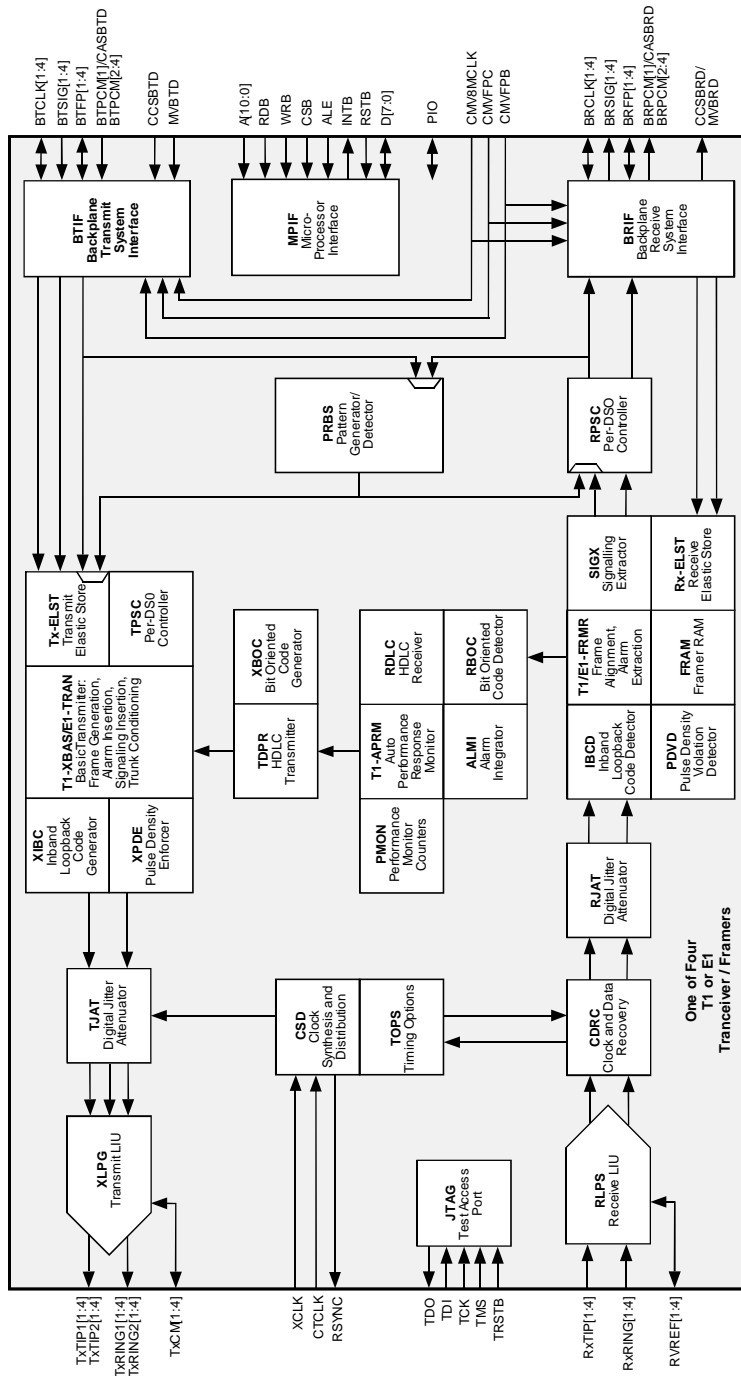 BTCLK[1:4]
BTSIG[1:4]
BTFP[1:4]
BTPCM[1]/CASBTD
BTPCM[2:4]
CCSBTD
MVBTD
A[10:0]
RDB
WRB
CSB
ALE
INTB
RSTB
D[7:0]
PIO
CMV8MCLK
CMVFPC
CMVFPB
BRCLK[1:4]
BRSIG[1:4]
BRFP[1:4]
BRPCM[1]/CASBRD
BRPCM[2:4]
CCSBRD/
MVBRD
BTIF
Backplane
Transmit
System
Interface
MPIF
Micro-
Processor
Interface
BRIF
Backplane
Receive
System
Interface
PRBS
Pattern
Generator/
Detector
RPSC
Per-DSO
Controller
Tx-ELST
Transmit
Elastic Store
TPSC
Per-DS0
Controller
T1-XBAS/E1-TRAN
BasicTransmitter:
Frame Generation,
Alarm Insertion,
Signaling Insertion,
Trunk Conditioning
XIBC
Inband
Loopback
Code
Generator
XPDE
Pulse Density
Enforcer
XBOC
Bit Oriented
Code
Generator
TDPR
HDLC
Transmitter
RDLC
HDLC
Receiver
RBOC
Bit Oriented
Code Detector
T1-APRM
Auto
Performance
Response
Monitor
ALMI
Alarm
Integrator
PMON
Performance
Monitor
Counters
SIGX
Signalling
Extractor
Rx-ELST
Receive
Elastic Store
T1/E1-FRMR
Frame
Alignment,
Alarm
Extraction
FRAM
Framer RAM
IBCD
Inband
Loopback
Code Detector
PDVD
Pulse Density
Violation
Detector
TJAT
Digital Jitter
Attenuator
CSD
Clock
Synthesis and
Distribution
TOPS
Timing Options
RJAT
Digital Jitter
Attenuator
CDRC
Clock and Data
Recovery
One of Four
T1 or E1
Tranceiver / Framers
XLPG
Transmit LIU
JTAG
Test Access
Port
RLPS
Receive LIU
TxTIP1[1:4]
TxTIP2[1:4]
TxRING1[1:4]
TxRING2[1:4]
TxCM[1:4]
XCLK
CTCLK
RSYNC
TDO
TDI
TCK
TMS
TRSTB
RxTIP[1:4]
RxRING[1:4]
RVREF[1:4]